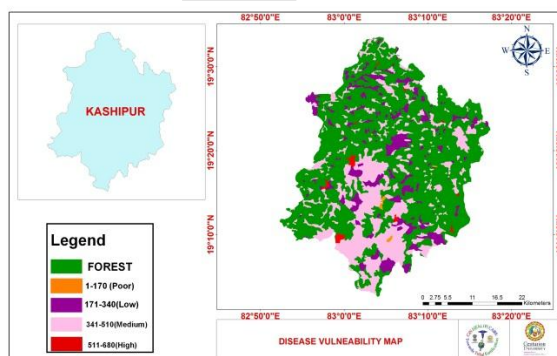 82°50'0"E 83°0'0"E 83°10'0"E 83°20'0"E
KASHIPUR
N
W E
S
19°30'0"N
19°20'0"N
19°10'0"N
Legend
FOREST
1-170 (Poor)
171-340(Low)
341-510(Medium)
511-680(High)
0 2.75 5.5 11 16.5 22
Kilometers
DISEASE VULNEABILITY MAP
82°50'0"E 83°0'0"E 83°10'0"E 83°20'0"E